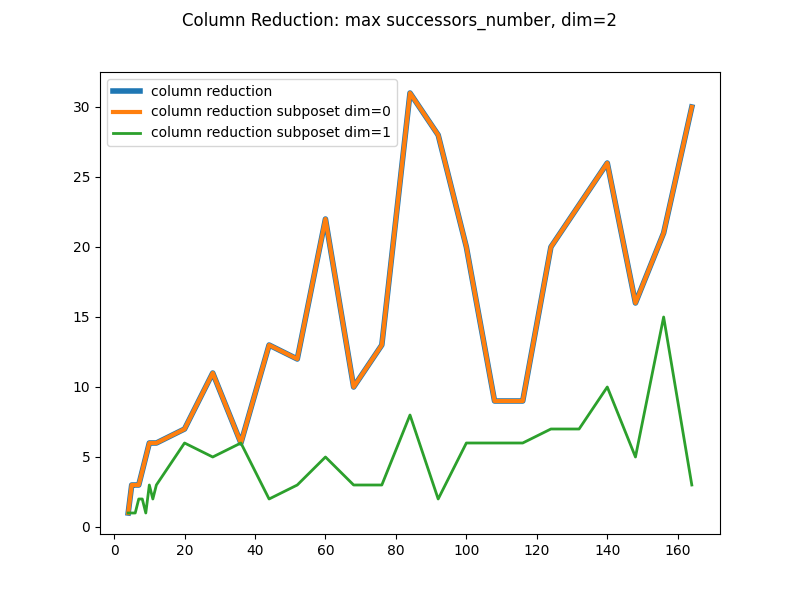 Column Reduction: max successors_number, dim=2
column reduction
column reduction subposet dim=0
column reduction subposet dim=1
30
25
20
15
10
5
0
0 20 40 60 80 100 120 140 160